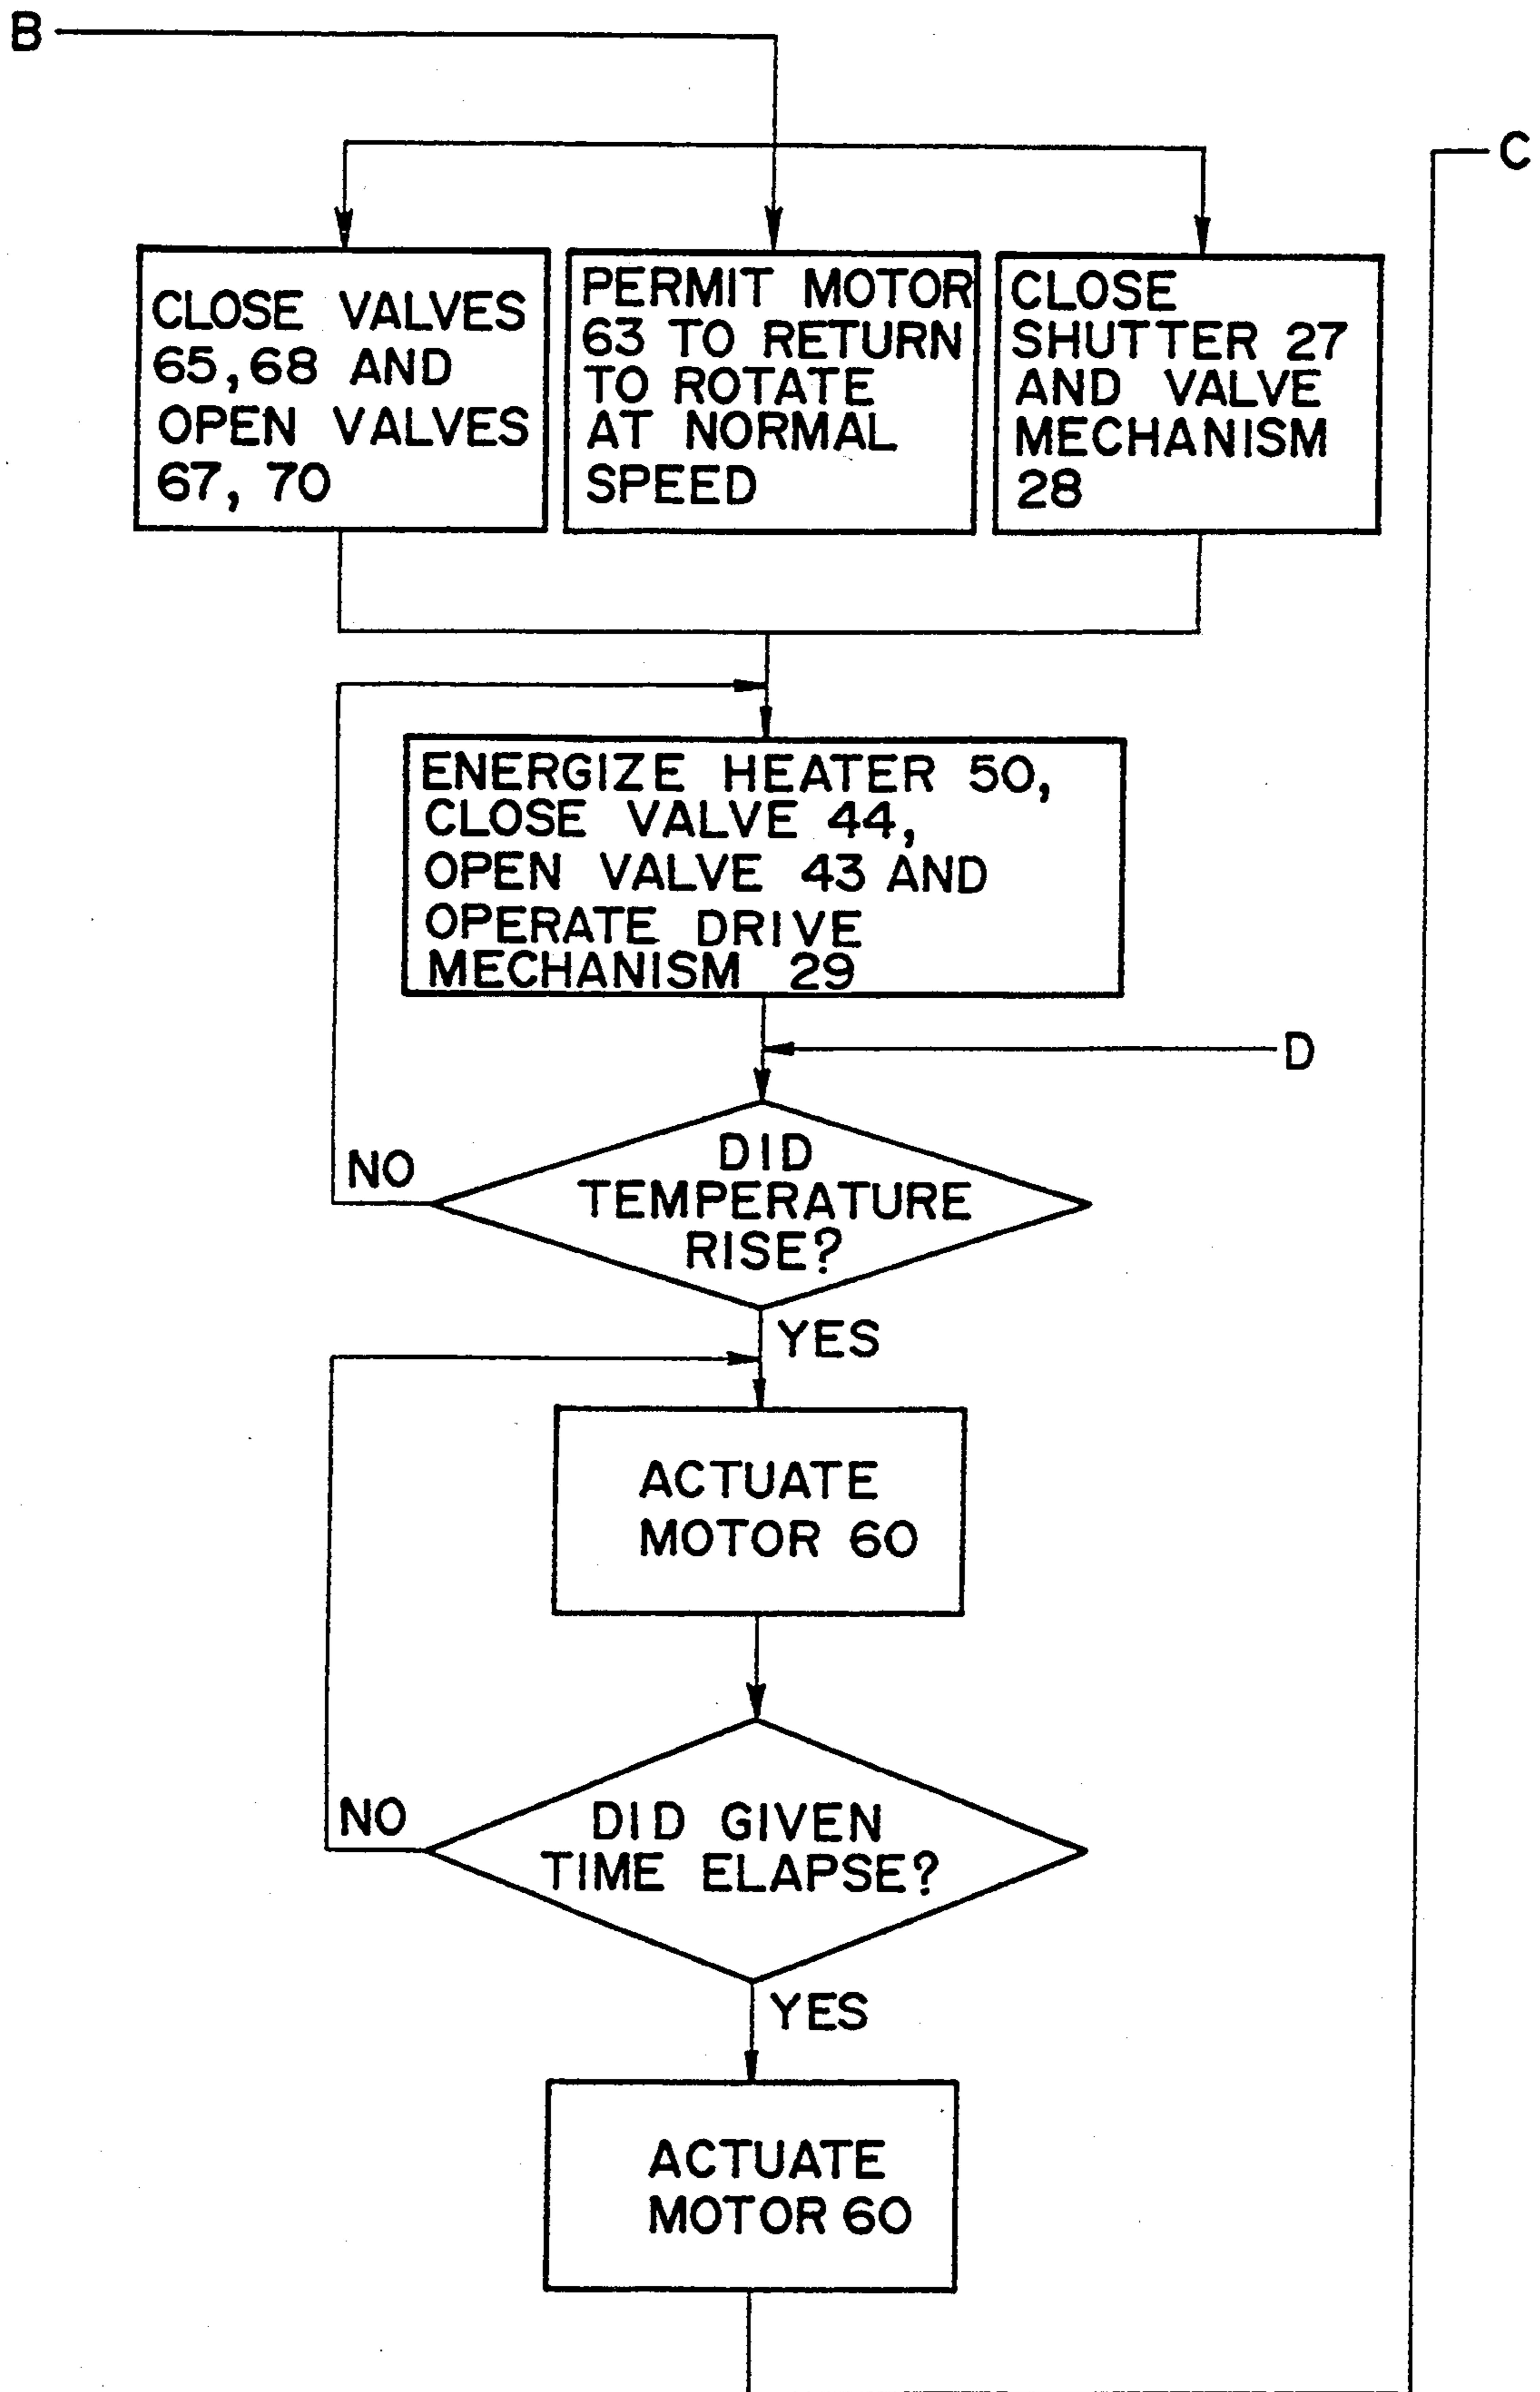 B
C
CLOSE VALVES
65,68 AND
OPEN VALVES
67, 70
PERMIT MOTOR
63 TO RETURN
TO ROTATE
AT NORMAL
SPEED
CLOSE
SHUTTER 27
AND VALVE
MECHANISM
28
ENERGIZE HEATER 50,
CLOSE VALVE 44,
OPEN VALVE 43 AND
OPERATE DRIVE
MECHANISM 29
D
DID
TEMPERATURE
RISE?
NO
YES
ACTUATE
MOTOR 60
DID GIVEN
TIME ELAPSE?
NO
YES
ACTUATE
MOTOR 60